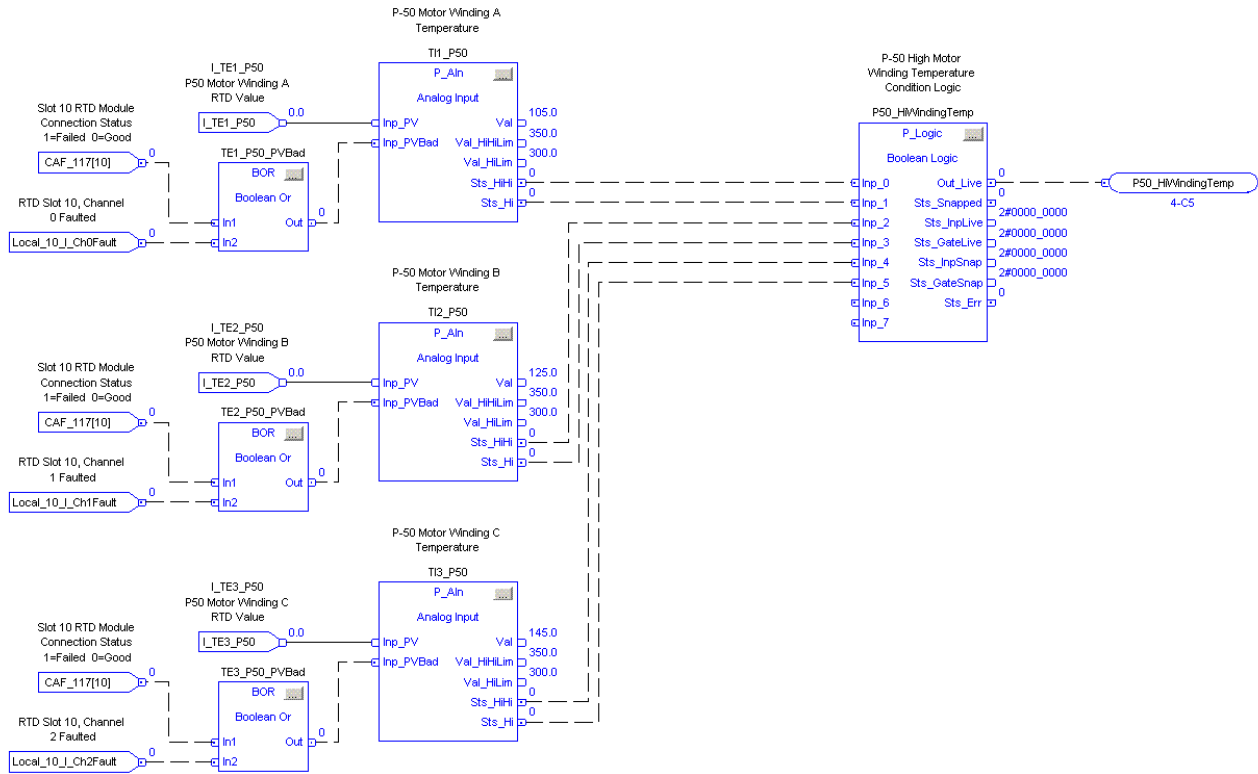 P-50 Motor Winding A
Temperature
TI1_P50
P_AIn
...
Analog Input
I_TE1_P50
P50 Motor Winding A
RTD Value
I_TE1_P50
0.0
Inp_PV
Inp_PVBad
Val
105.0
Val_HiHiLim
350.0
Val_HiLim
300.0
Sts_HiHi
0
Sts_Hi
0
Slot 10 RTD Module
Connection Status
1=Failed 0=Good
CAF_117[10]
0
RTD Slot 10, Channel
0 Faulted
Local_10_I_Ch0Fault
0
TE1_P50_PVBad
BOR
...
Boolean Or
In1
In2
Out
0
P-50 High Motor
Winding Temperature
Condition Logic
P50_HiWindingTemp
P_Logic
...
Boolean Logic
Inp_0
Inp_1
Inp_2
Inp_3
Inp_4
Inp_5
Inp_6
Inp_7
Out_Live
0
Sts_Snapped
0
Sts_InpLive
2#0000_0000
Sts_GateLive
2#0000_0000
Sts_InpSnap
2#0000_0000
Sts_GateSnap
2#0000_0000
Sts_Err
0
P50_HiWindingTemp
4-C5
P-50 Motor Winding B
Temperature
TI2_P50
P_AIn
...
Analog Input
I_TE2_P50
P50 Motor Winding B
RTD Value
I_TE2_P50
0.0
Inp_PV
Inp_PVBad
Val
125.0
Val_HiHiLim
350.0
Val_HiLim
300.0
Sts_HiHi
0
Sts_Hi
0
Slot 10 RTD Module
Connection Status
1=Failed 0=Good
CAF_117[10]
0
RTD Slot 10, Channel
1 Faulted
Local_10_I_Ch1Fault
0
TE2_P50_PVBad
BOR
...
Boolean Or
In1
In2
Out
0
P-50 Motor Winding C
Temperature
TI3_P50
P_AIn
...
Analog Input
I_TE3_P50
P50 Motor Winding C
RTD Value
I_TE3_P50
0.0
Inp_PV
Inp_PVBad
Val
145.0
Val_HiHiLim
350.0
Val_HiLim
300.0
Sts_HiHi
0
Sts_Hi
0
Slot 10 RTD Module
Connection Status
1=Failed 0=Good
CAF_117[10]
0
RTD Slot 10, Channel
2 Faulted
Local_10_I_Ch2Fault
0
TE3_P50_PVBad
BOR
...
Boolean Or
In1
In2
Out
0